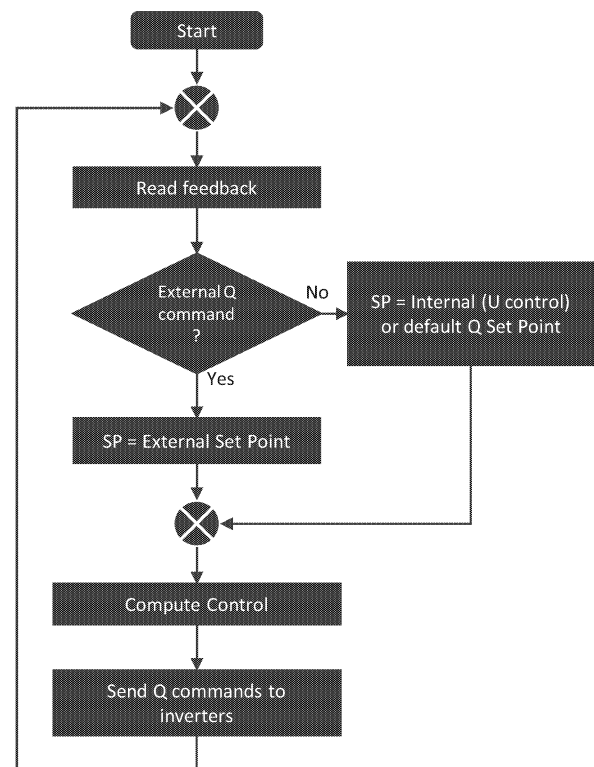 Start
Read feedback
External Q
command
?
No
SP = Internal (U control)
or default Q Set Point
Yes
SP = External Set Point
Compute Control
Send Q commands to
inverters